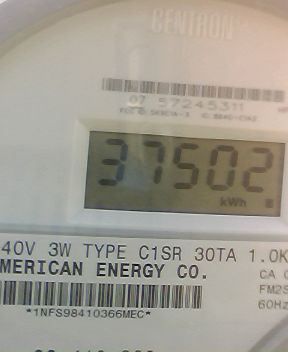 CENTRON
07 57245311
37502
kWh
40V 3W TYPE C1SR 30TA 1.0K
MERICAN ENERGY CO.
CA
FM2S
60Hz
*1NFS98410366MEC*